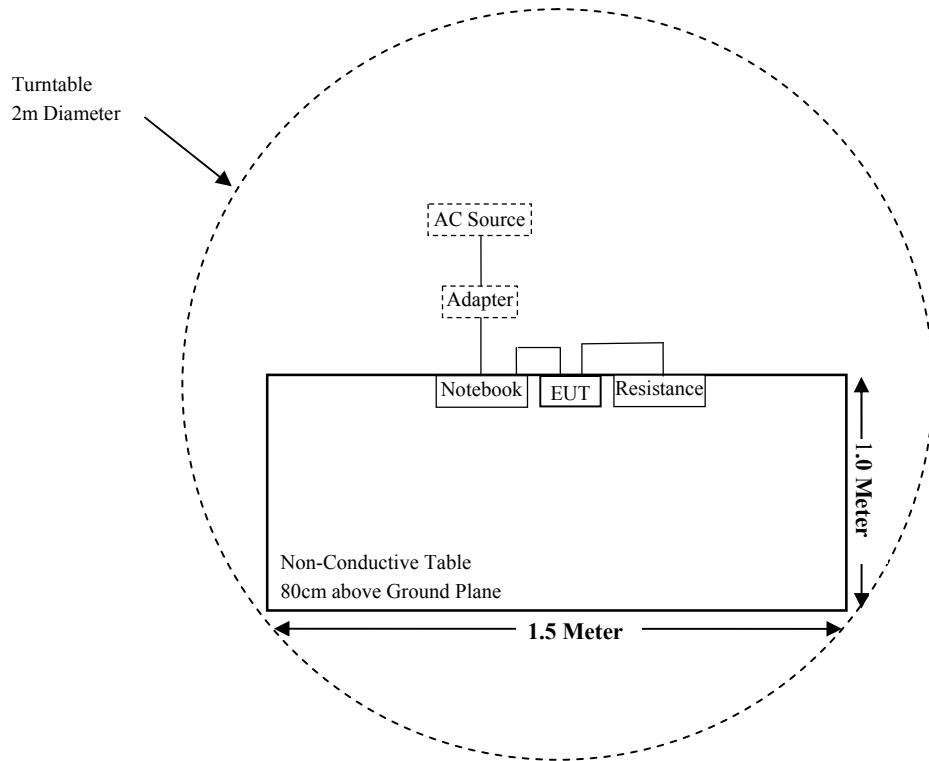 Turntable
2m Diameter
AC Source
Adapter
Notebook
EUT
Resistance
1.0 Meter
Non-Conductive Table
80cm above Ground Plane
1.5 Meter